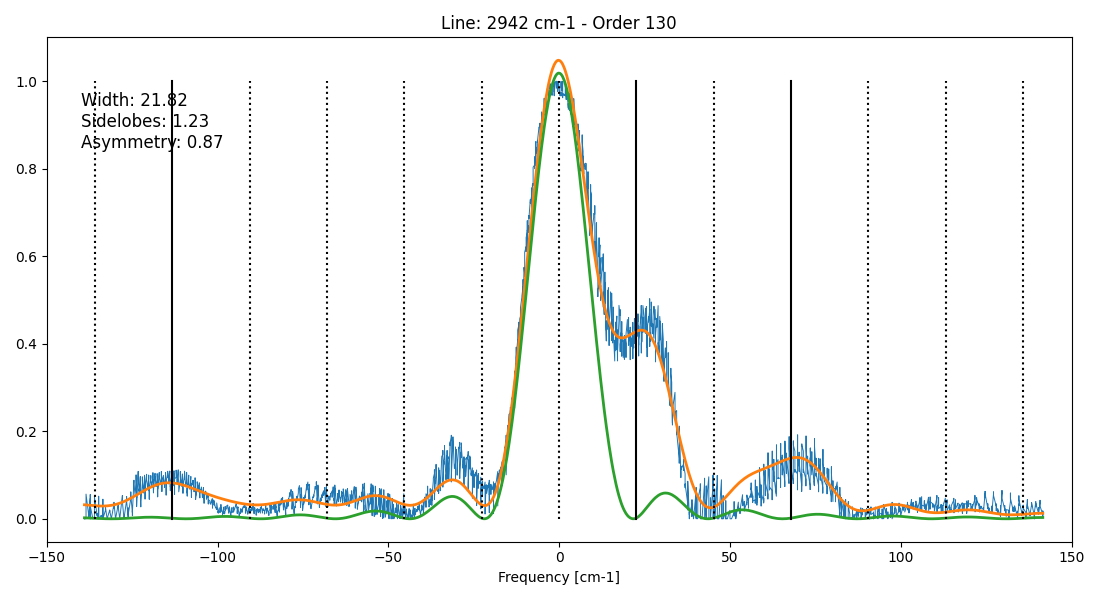 Line: 2942 cm-1 - Order 130
1.0
Width: 21.82
Sidelobes: 1.23
Asymmetry: 0.87
0.8
0.6
0.4
0.2
0.0
−150 −100 −50 0 50 100 150
Frequency [cm-1]